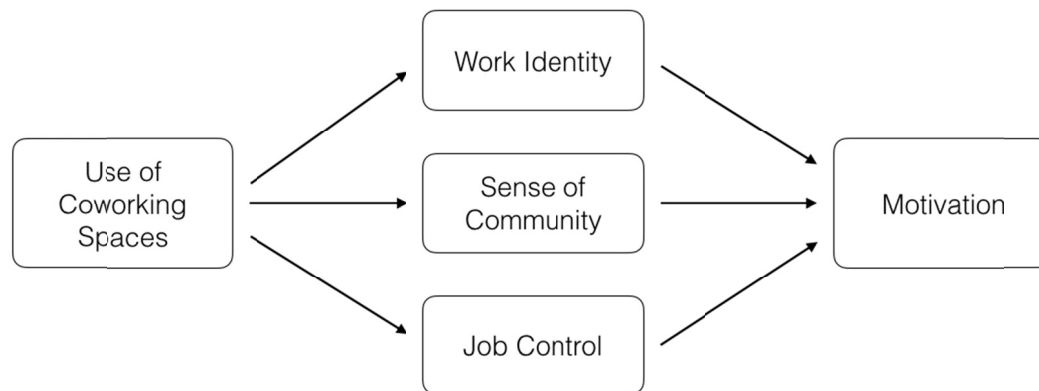 Work Identity
Use of
Coworking
Spaces
Sense of
Community
Motivation
Job Control